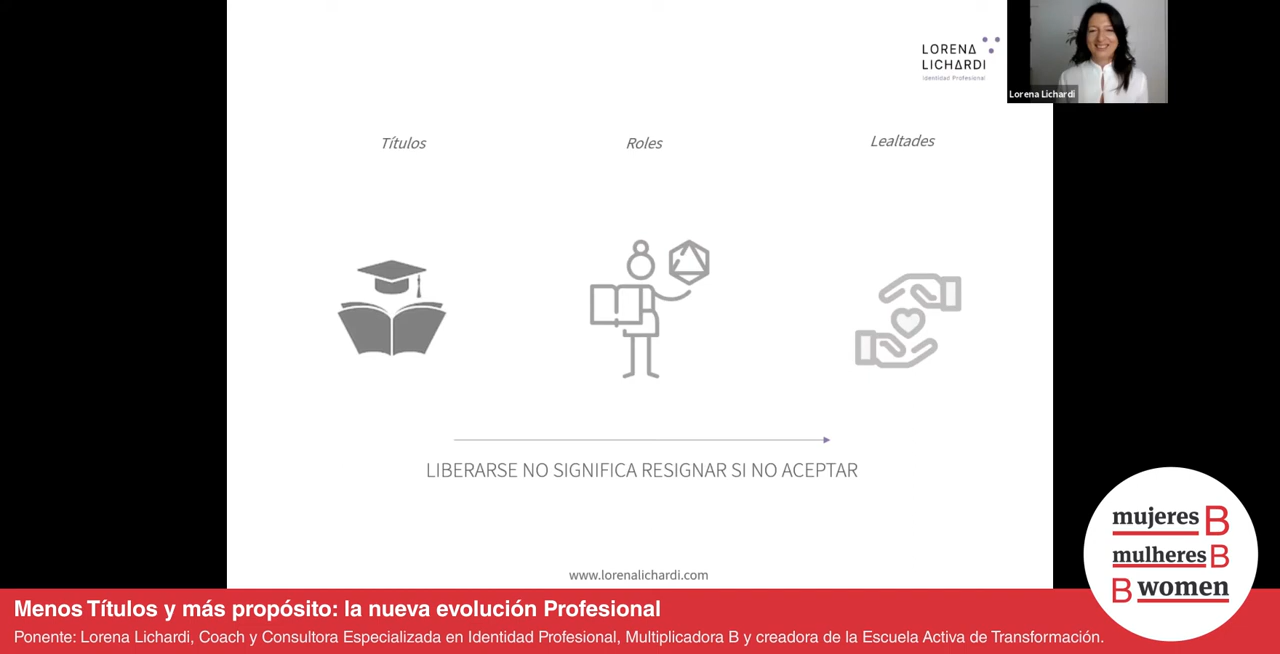 LORENA
LICHARDI
Identidad Profesional
Lorena Lichardi
Títulos
Roles
Lealtades
LIBERARSE NO SIGNIFICA RESIGNAR SI NO ACEPTAR
www.lorenalichardi.com
mujeres B
mulheres B
B women
Menos Títulos y más propósito: la nueva evolución Profesional
Ponente: Lorena Lichardi, Coach y Consultora Especializada en Identidad Profesional, Multiplicadora B y creadora de la Escuela Activa de Transformación.